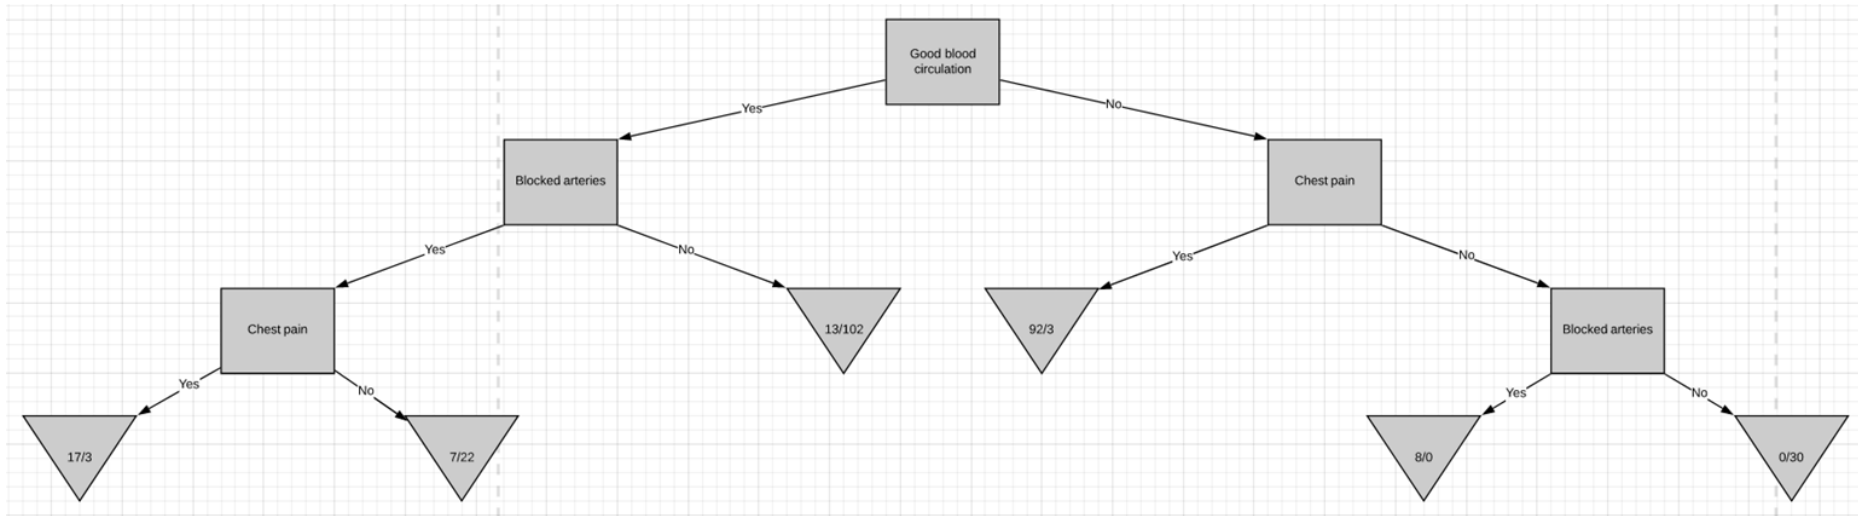 Good blood
circulation
Yes
No
Blocked arteries
Chest pain
Yes
No
Yes
No
Chest pain
13/102
92/3
Blocked arteries
Yes
No
Yes
No
17/3
7/22
8/0
0/30